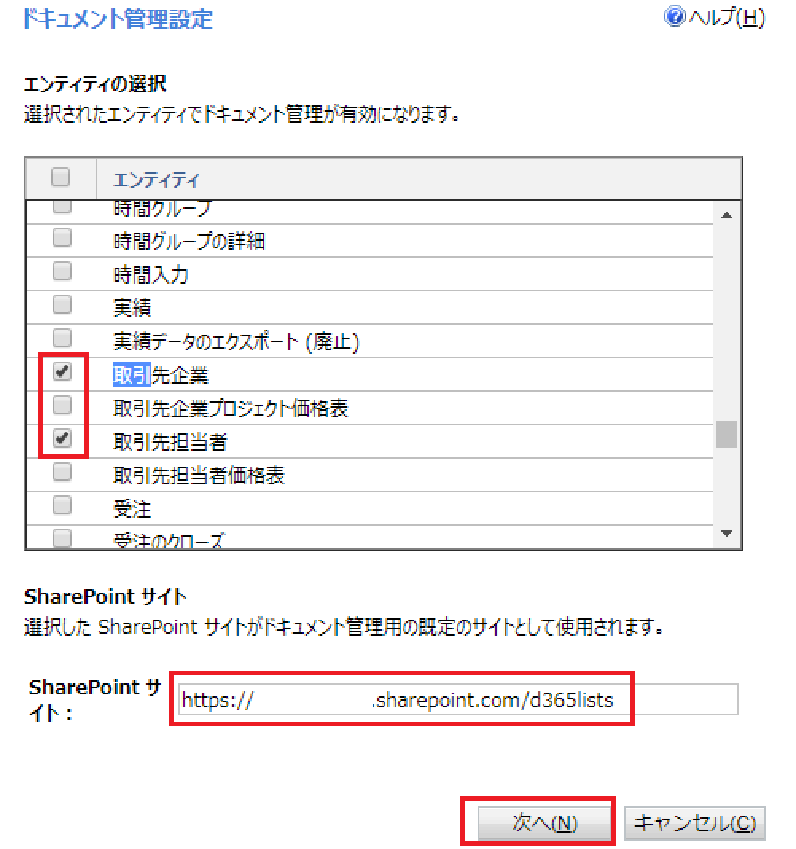 ドキュメント管理設定
ヘルプ(H)
エンティティの選択
選択されたエンティティでドキュメント管理が有効になります。
エンティティ
時間グループ
時間グループの詳細
時間入力
実績
実績データのエクスポート (廃止)
取引先企業
取引先企業プロジェクト価格表
取引先担当者
取引先担当者価格表
受注
受注のクローズ
SharePoint サイト
選択した SharePoint サイトがドキュメント管理用の既定のサイトとして使用されます。
SharePoint サ
イト：
https:// .sharepoint.com/d365lists
次へ(N)
キャンセル(C)